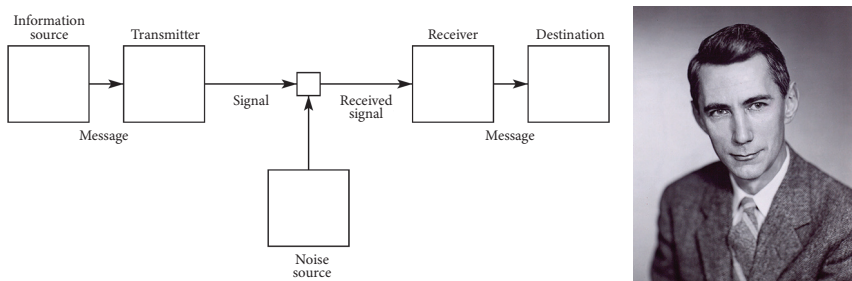 Information
source
Transmitter
Receiver
Destination
Signal
Received
signal
Message
Message
Noise
source